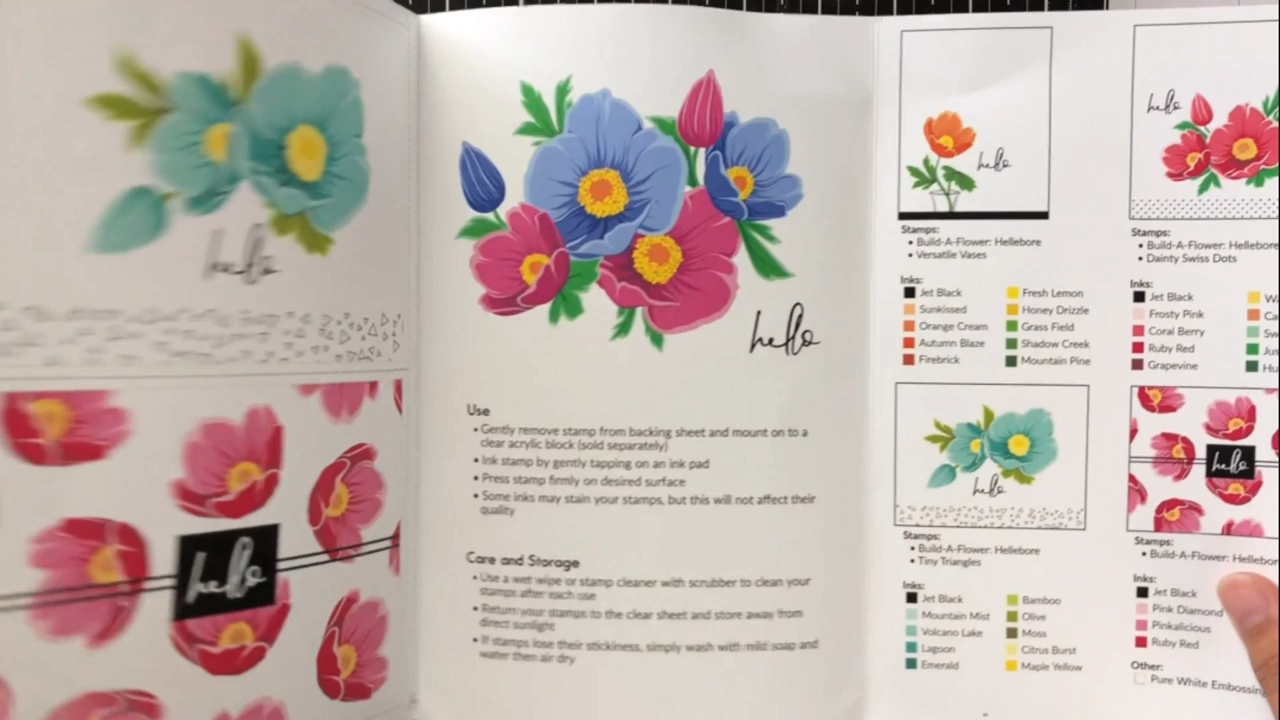 hello
hello
hello
Use
• Gently remove stamp from backing sheet and mount on to a
clear acrylic block (sold separately)
• Ink stamp by gently tapping on an ink pad
• Press stamp firmly on desired surface
• Some inks may stain your stamps, but this will not affect their
quality
Care and Storage
• Use a wet wipe or stamp cleaner with scrubber to clean your
stamps after each use
• Return your stamps to the clear sheet and store away from
direct sunlight
• If stamps lose their stickiness, simply wash with mild soap and
water then air dry
hello
Stamps:
• Build-A-Flower: Hellebore
• Versatile Vases
Inks:
Jet Black
Sunkissed
Orange Cream
Autumn Blaze
Firebrick
Fresh Lemon
Honey Drizzle
Grass Field
Shadow Creek
Mountain Pine
hello
Stamps:
• Build-A-Flower: Hellebore
• Dainty Swiss Dots
Inks:
Jet Black
Frosty Pink
Coral Berry
Ruby Red
Grapevine
hello
Stamps:
• Build-A-Flower: Hellebore
• Tiny Triangles
Inks:
Jet Black
Mountain Mist
Volcano Lake
Lagoon
Emerald
Bamboo
Olive
Moss
Citrus Burst
Maple Yellow
hello
Stamps:
• Build-A-Flower: Hellebor
Inks:
Jet Black
Pink Diamond
Pinkalicious
Ruby Red
Other:
Pure White Embossing